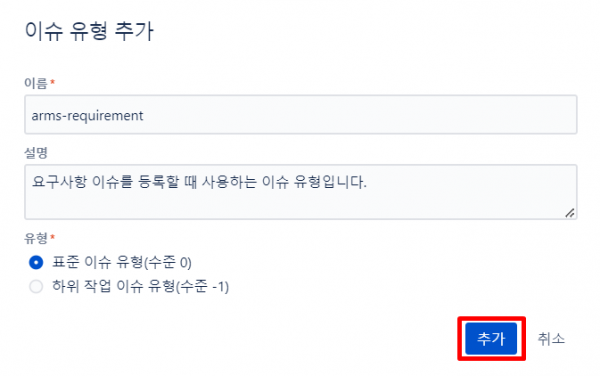 이슈 유형 추가
이름*
arms-requirement
설명
요구사항 이슈를 등록할 때 사용하는 이슈 유형입니다.
유형*
표준 이슈 유형(수준 0)
하위 작업 이슈 유형(수준 -1)
추가 취소